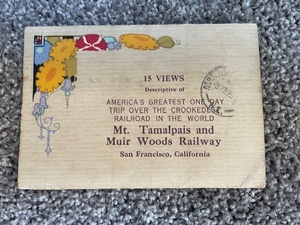 15 VIEWS
Descriptive of
AMERICA'S GREATEST ONE DAY
TRIP OVER THE CROOKEDEST
RAILROAD IN THE WORLD
Mt. Tamalpais and
Muir Woods Railway
San Francisco, California